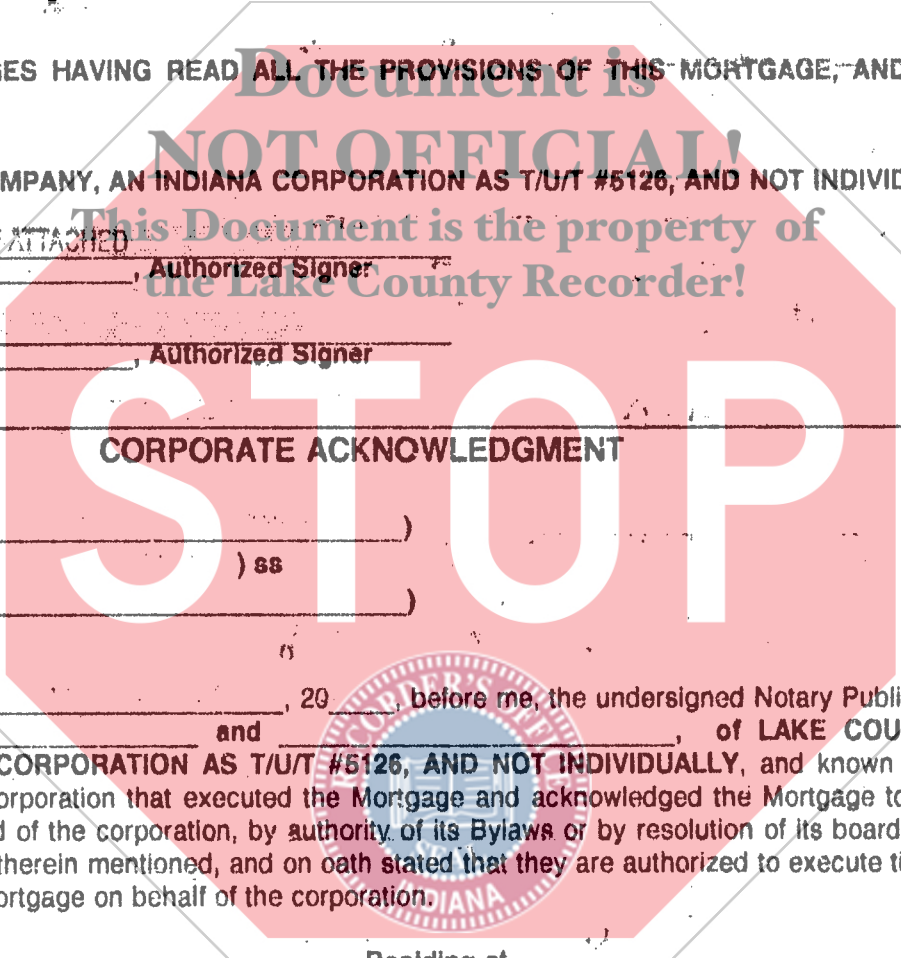 Document is
GES HAVING READ ALL THE PROVISIONS OF THIS MORTGAGE, AND
NOT OFFICIAL!
MPANY, AN INDIANA CORPORATION AS T/U/T #5126, AND NOT INDIVID
This Document is the property of
ATTACHED
, Authorized Signer
the Lake County Recorder!
, Authorized Signer
STOP
CORPORATE ACKNOWLEDGMENT
)
) ss
)
, 20 , before me, the undersigned Notary Publi
and , of LAKE COU
CORPORATION AS T/U/T #5126, AND NOT INDIVIDUALLY, and known
orporation that executed the Mortgage and acknowledged the Mortgage to
d of the corporation, by authority of its Bylaws or by resolution of its board
therein mentioned, and on oath stated that they are authorized to execute t
ortgage on behalf of the corporation.
RECORDER'S OFFICE
SEAL
INDIANA
Residing at